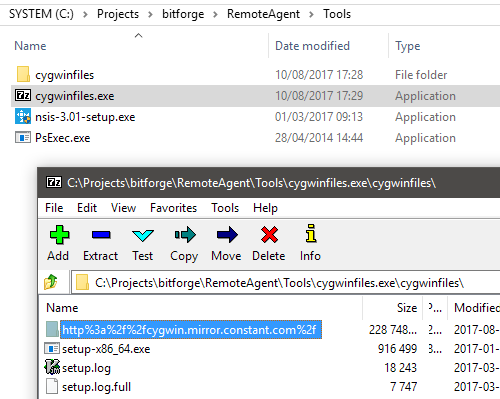 SYSTEM (C:) > Projects > bitforge > RemoteAgent > Tools
Name Date modified Type
cygwinfiles 10/08/2017 17:28 File folder
cygwinfiles.exe 10/08/2017 17:29 Application
nsis-3.01-setup.exe 01/03/2017 09:13 Application
PsExec.exe 28/04/2014 14:44 Application
7z C:\Projects\bitforge\RemoteAgent\Tools\cygwinfiles.exe\cygwinfiles\
File Edit View Favorites Tools Help
Add Extract Test Copy Move Delete Info
C:\Projects\bitforge\RemoteAgent\Tools\cygwinfiles.exe\cygwinfiles\
Name Size P... Modified
http%3a%2f%2fcygwin.mirror.constant.com%2f 228 748... 2... 2017-08-
setup-x86_64.exe 916 499 8... 2017-01-
setup.log 18 243 2017-03-
setup.log.full 7 747 2017-03-